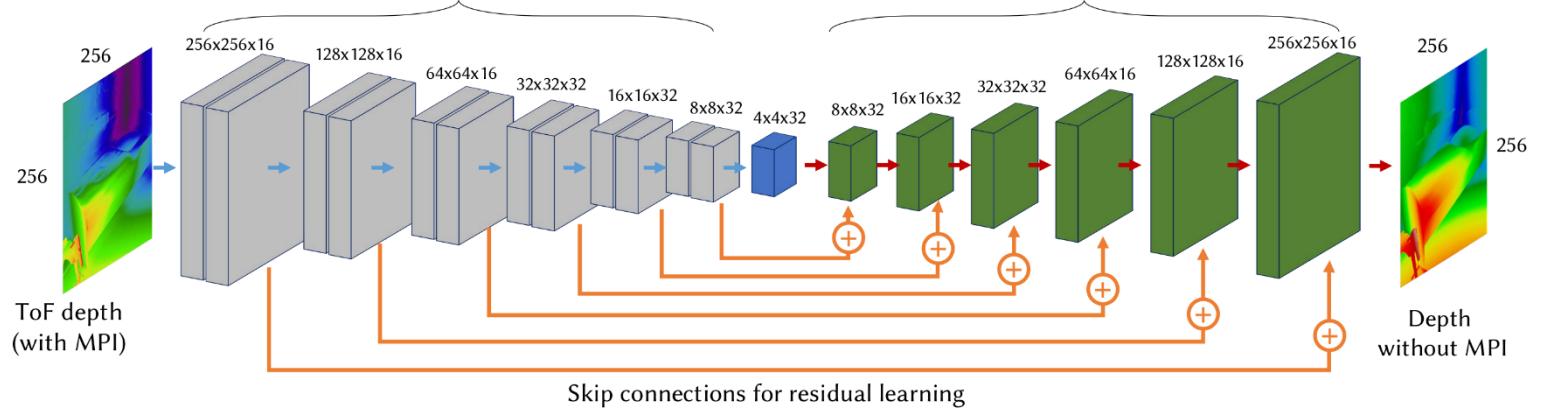 256
256
ToF depth
(with MPI)
256x256x16
128x128x16
64x64x16
32x32x32
16x16x32
8x8x32
4x4x32
8x8x32
16x16x32
32x32x32
64x64x16
128x128x16
256x256x16
256
256
Depth
without MPI
+
+
+
+
+
+
Skip connections for residual learning